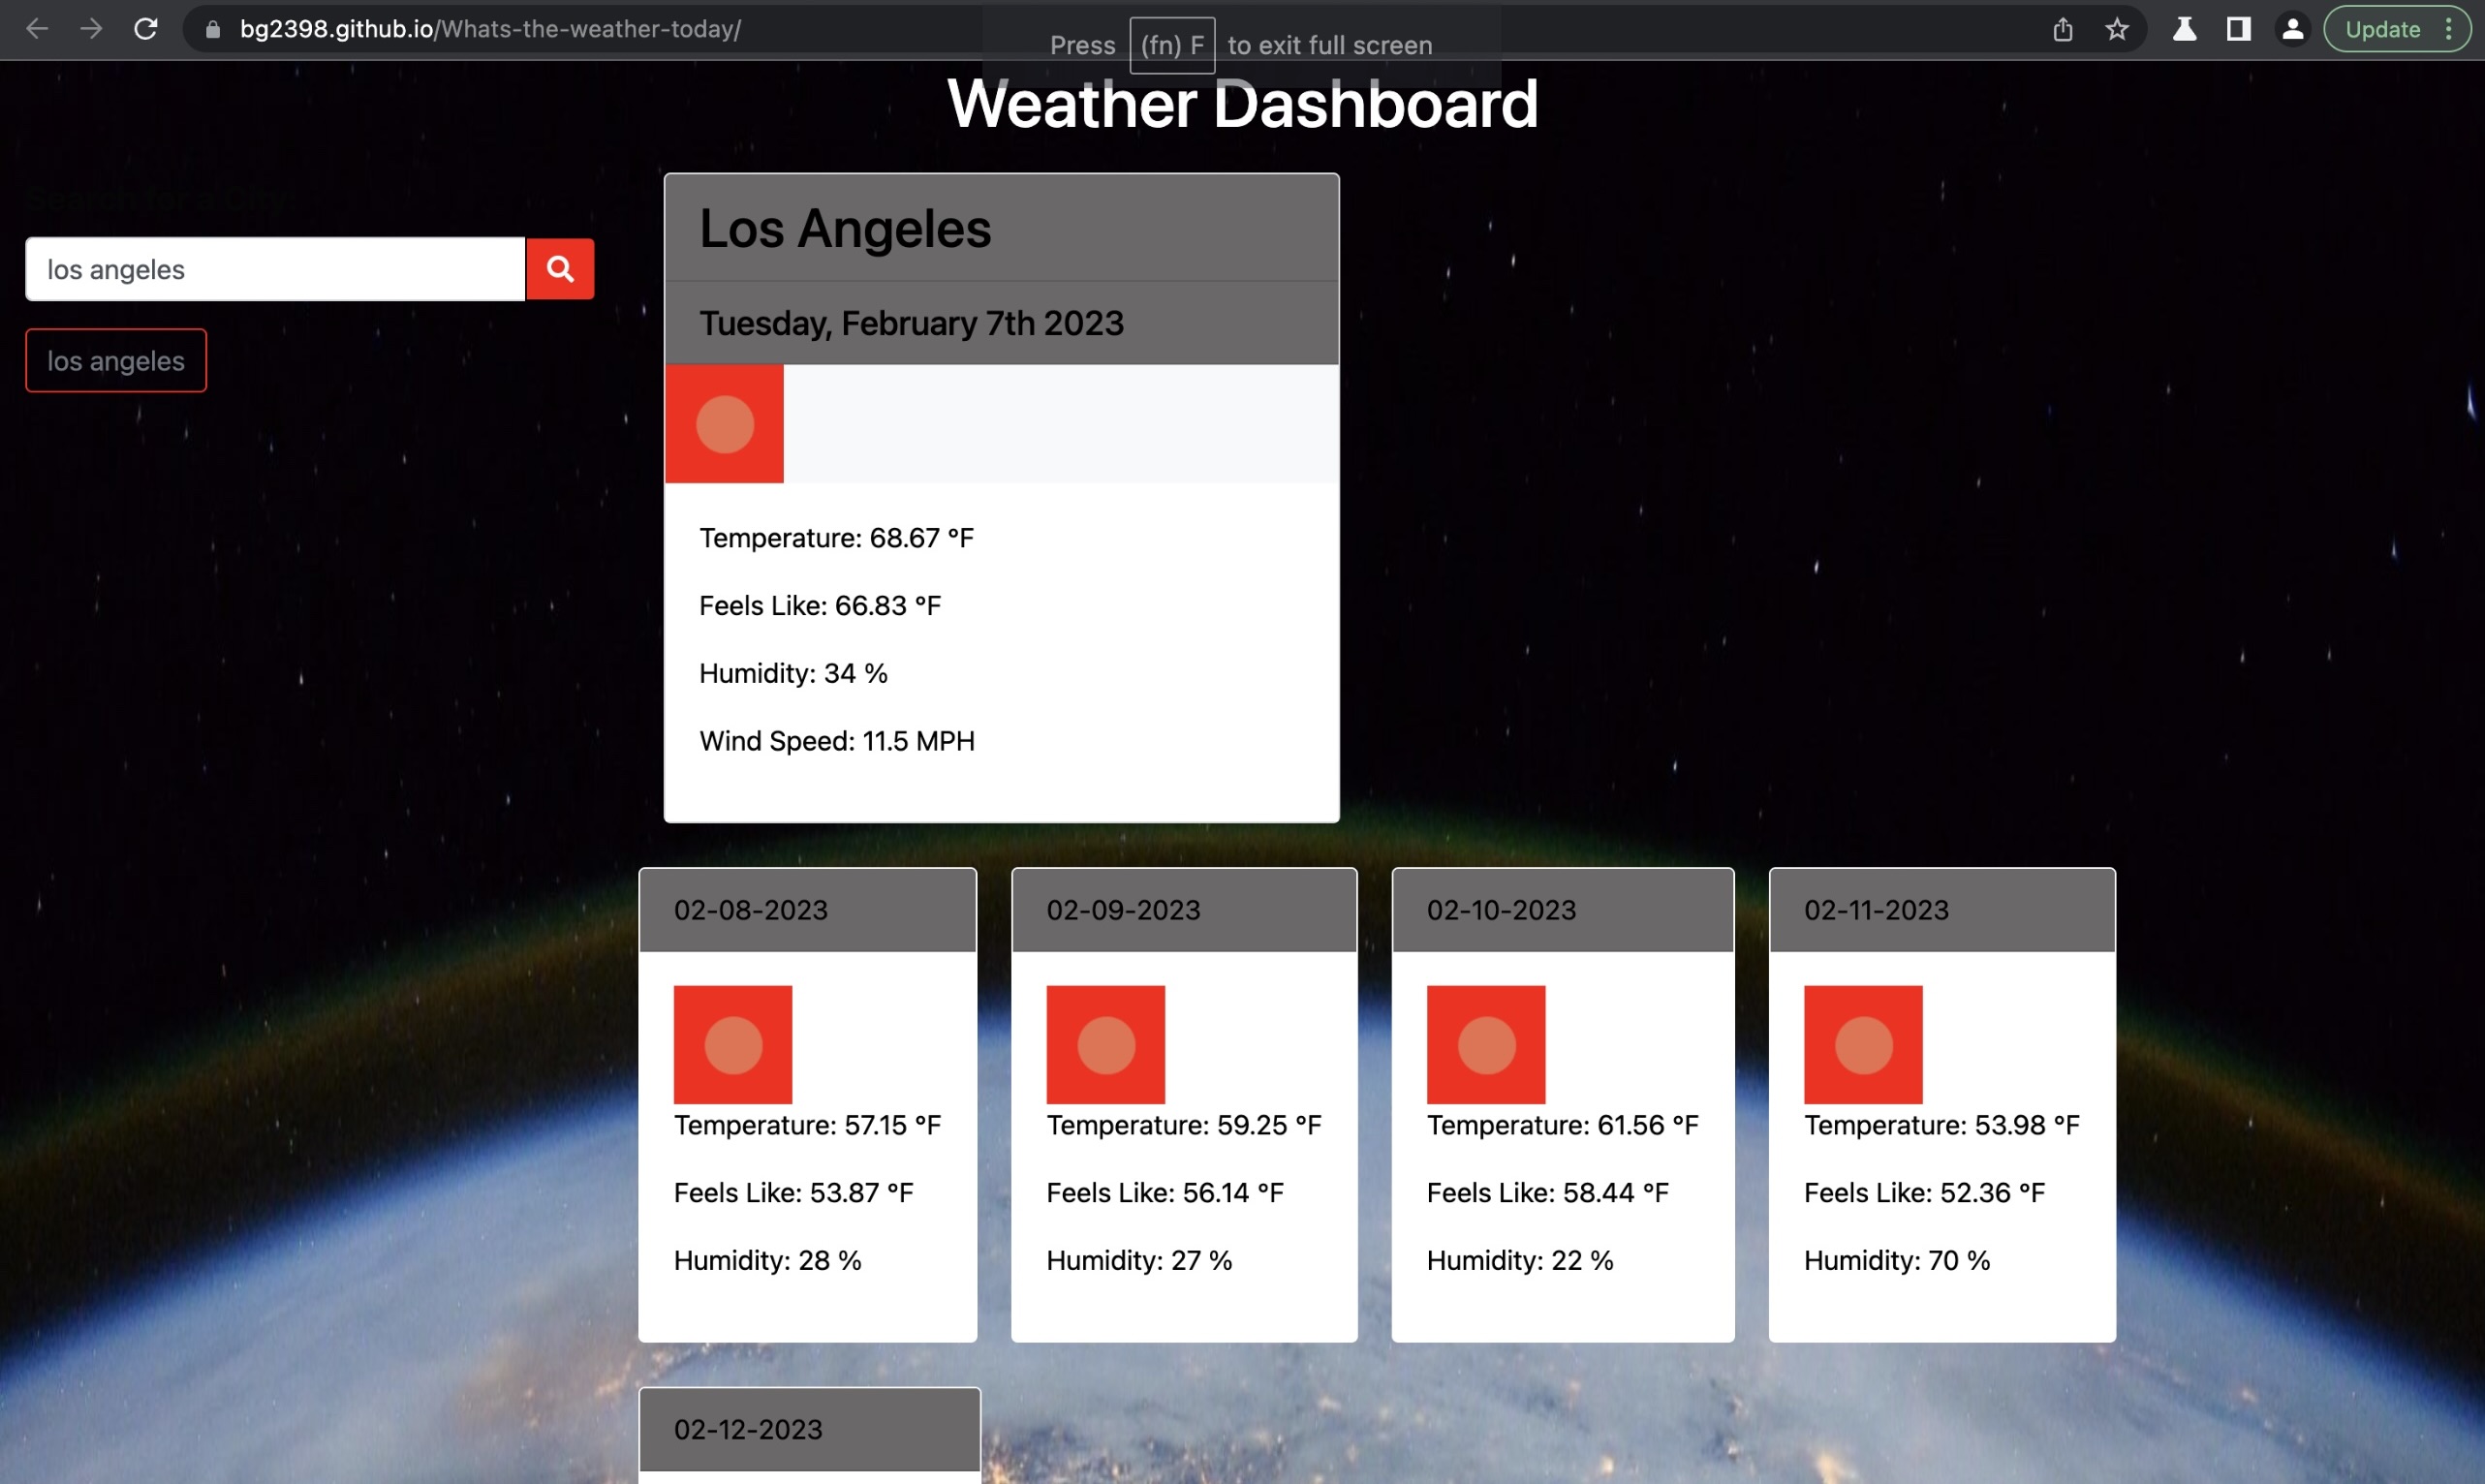 bg2398.github.io/Whats-the-weather-today/
Press (fn) F to exit full screen
Update
Weather Dashboard
Search for a City:
los angeles
los angeles
Los Angeles
Tuesday, February 7th 2023
Temperature: 68.67 °F
Feels Like: 66.83 °F
Humidity: 34 %
Wind Speed: 11.5 MPH
02-08-2023
Temperature: 57.15 °F
Feels Like: 53.87 °F
Humidity: 28 %
02-09-2023
Temperature: 59.25 °F
Feels Like: 56.14 °F
Humidity: 27 %
02-10-2023
Temperature: 61.56 °F
Feels Like: 58.44 °F
Humidity: 22 %
02-11-2023
Temperature: 53.98 °F
Feels Like: 52.36 °F
Humidity: 70 %
02-12-2023